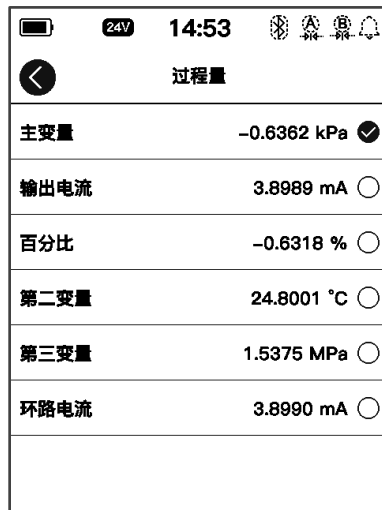 24V 14:53 A B
过程量
主变量 -0.6362 kPa
输出电流 3.8989 mA
百分比 -0.6318 %
第二变量 24.8001 °C
第三变量 1.5375 MPa
环路电流 3.8990 mA